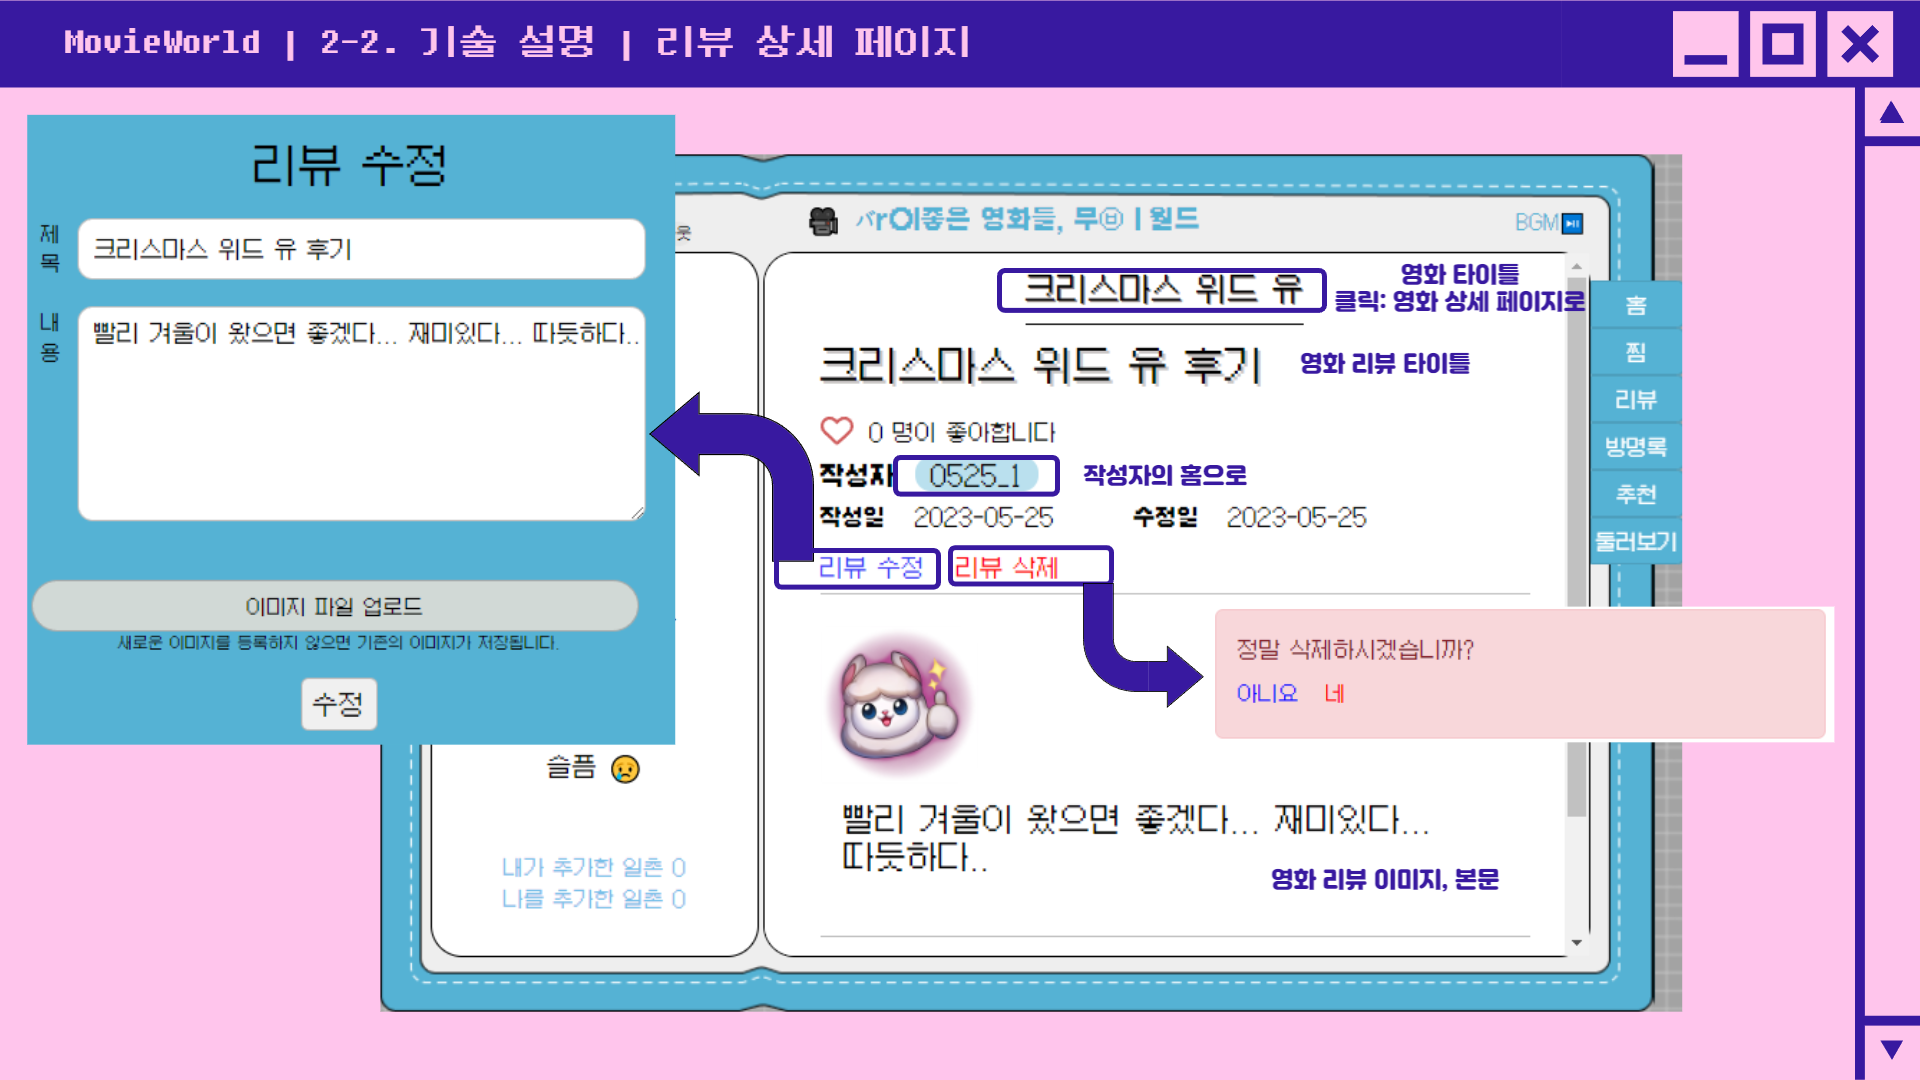 MovieWorld | 2-2. 기술 설명 | 리뷰 상세 페이지
리뷰 수정
제목
크리스마스 위드 유 후기
내용
빨리 겨울이 왔으면 좋겠다... 재미있다... 따듯하다..
이미지 파일 업로드
새로운 이미지를 등록하지 않으면 기존의 이미지가 저장됩니다.
수정
슬픔
내가 추가한 일촌 0
나를 추가한 일촌 0
좋은 영화들, 무㉥ㅣ월드
BGM
크리스마스 위드 유
영화 타이틀
클릭: 영화 상세 페이지로
크리스마스 위드 유 후기
영화 리뷰 타이틀
0 명이 좋아합니다
작성자 0525_1
작성자의 홈으로
작성일 2023-05-25 수정일 2023-05-25
리뷰 수정 리뷰 삭제
정말 삭제하시겠습니까?
아니요 네
빨리 겨울이 왔으면 좋겠다... 재미있다...
따듯하다..
영화 리뷰 이미지, 본문
홈
찜
리뷰
방명록
추천
둘러보기